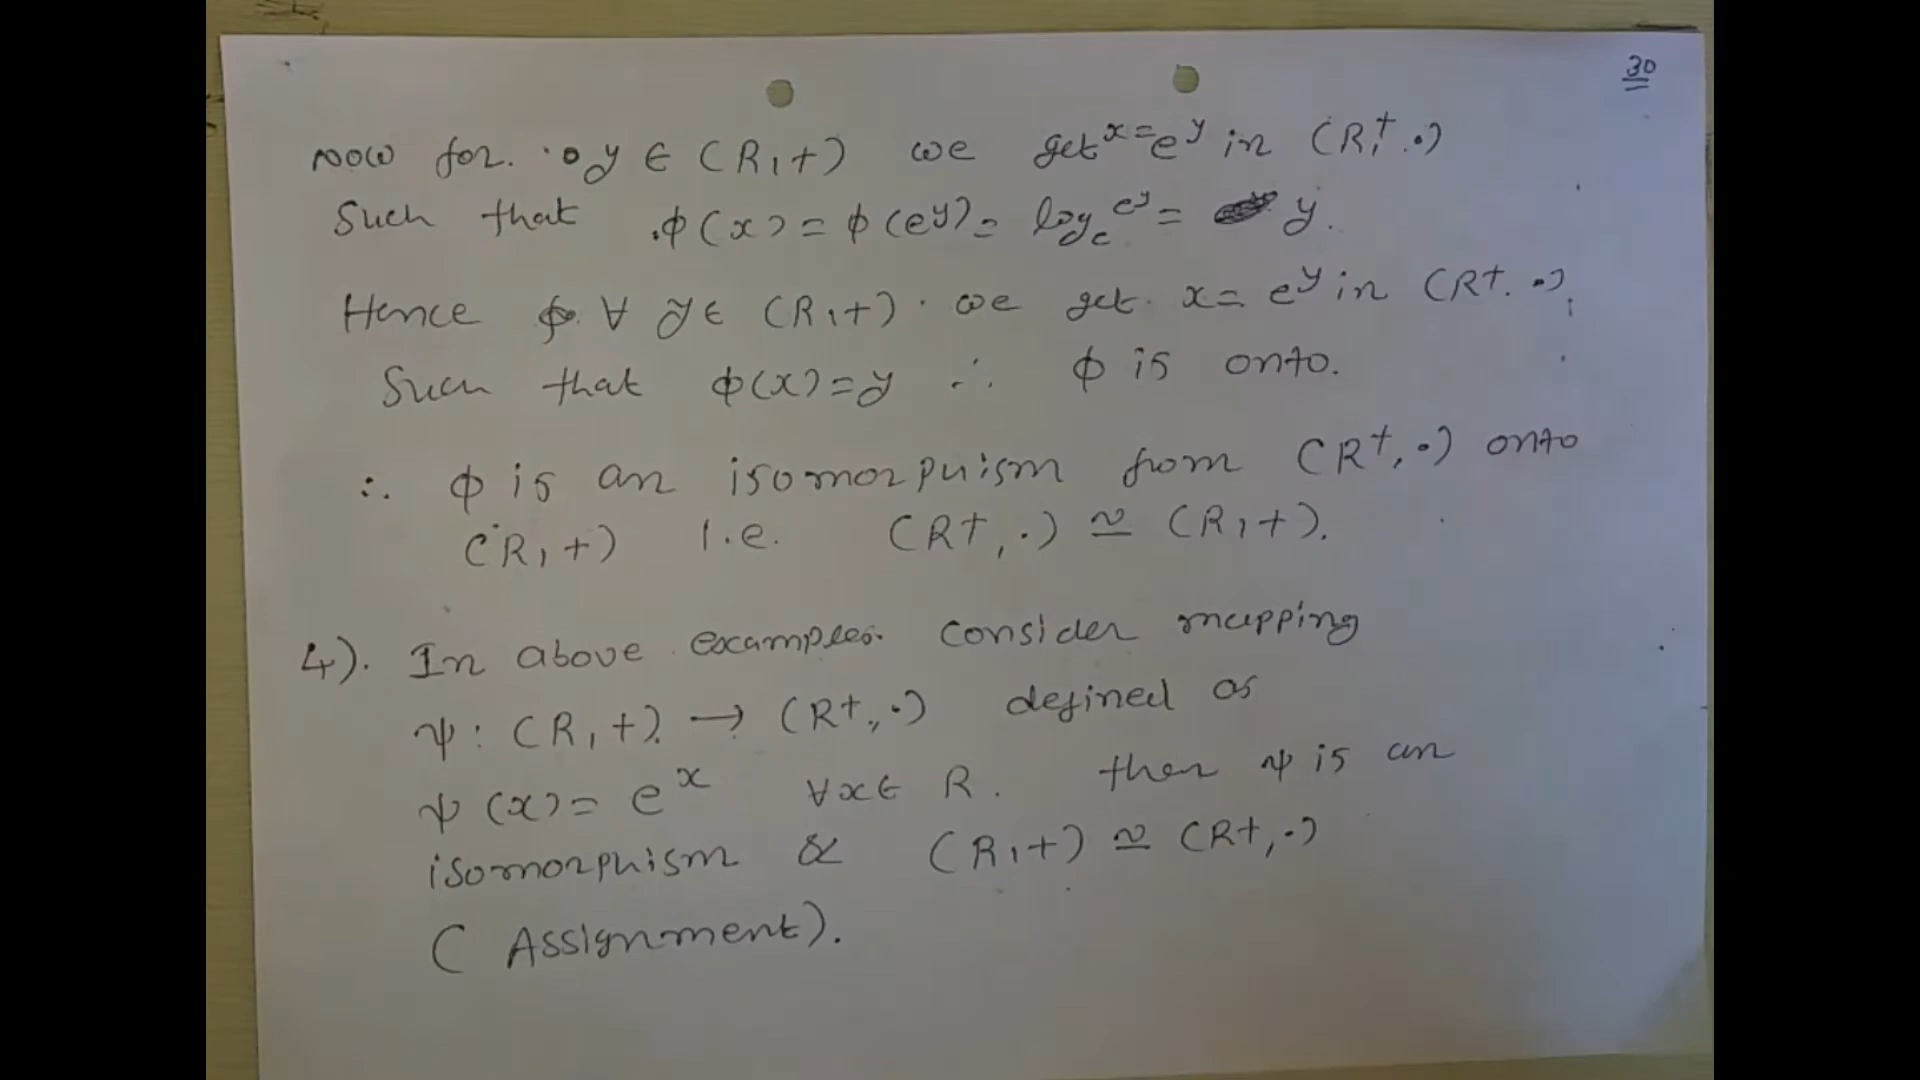 30
Now for y ∈ (R, +) we get x = e^y in (R⁺, ·)
Such that φ(x) = φ(e^y) = log_e e^y = y.
Hence ∀ y ∈ (R, +) we get x = e^y in (R⁺, ·)
Such that φ(x) = y ∴ φ is onto.
∴ φ is an isomorphism from (R⁺, ·) onto
(R, +) I.e. (R⁺, ·) ≅ (R, +).
4). In above examples consider mapping
ψ : (R, +) → (R⁺, ·) defined as
ψ(x) = e^x ∀x∈ R. then ψ is an
isomorphism & (R, +) ≅ (R⁺, ·)
(Assignment).